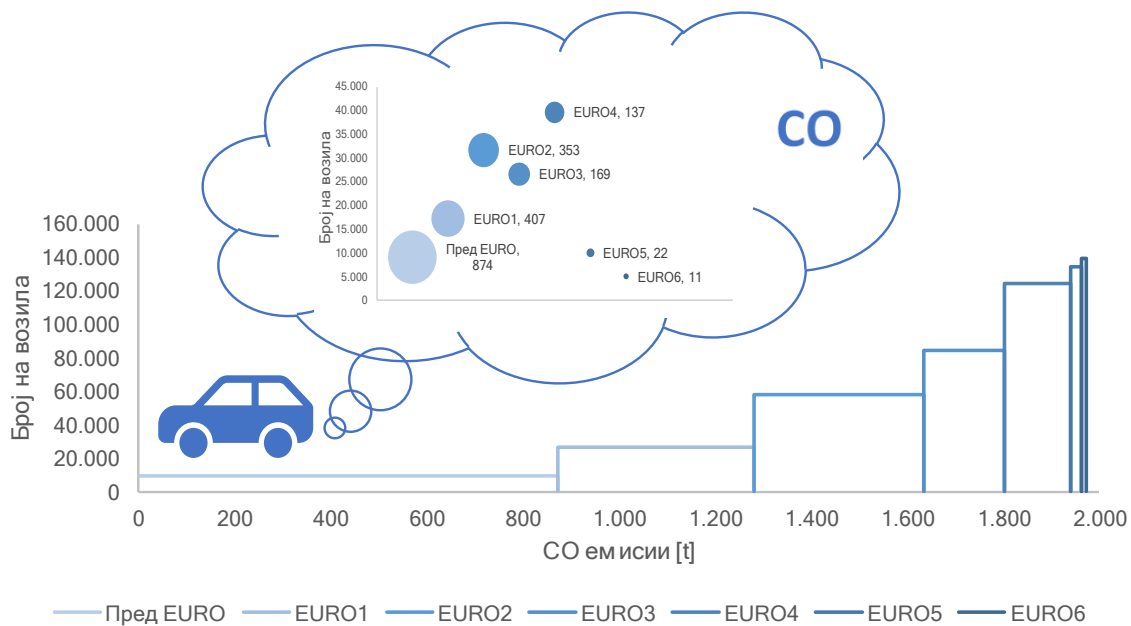 CO
45.000
40.000
35.000
30.000
25.000
20.000
15.000
10.000
5.000
0
Број на возила
EURO4, 137
EURO2, 353
EURO3, 169
EURO1, 407
Пред EURO,
874
EURO5, 22
EURO6, 11
160.000
140.000
120.000
100.000
80.000
60.000
40.000
20.000
0
Број на возила
0 200 400 600 800 1.000 1.200 1.400 1.600 1.800 2.000
CO емисии [t]
Пред EURO EURO1 EURO2 EURO3 EURO4 EURO5 EURO6